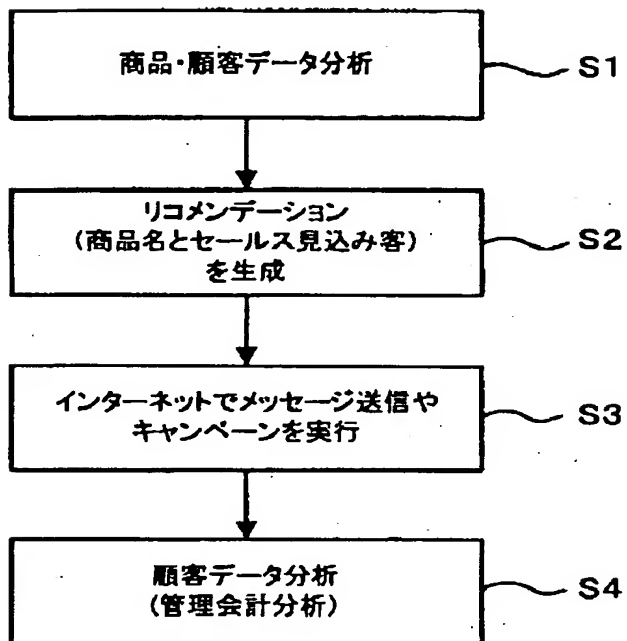 商品・顧客データ分析
S1
リコメンデーション
(商品名とセールス見込み客)
を生成
S2
インターネットでメッセージ送信や
キャンペーンを実行
S3
顧客データ分析
(管理会計分析)
S4